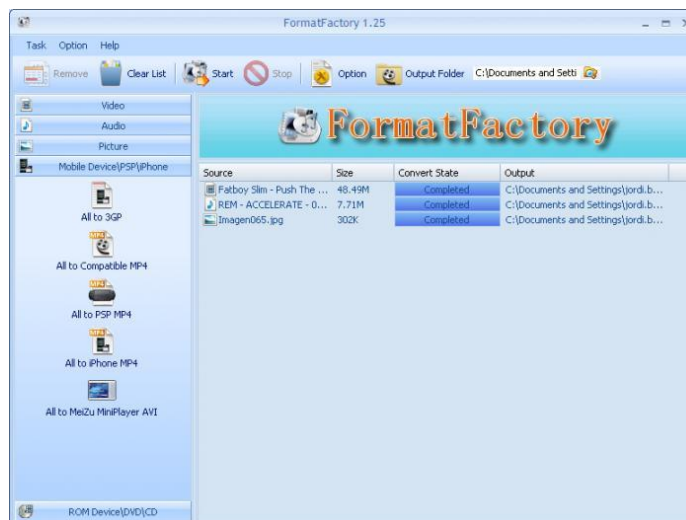 FormatFactory 1.25
Task Option Help
Remove Clear List Start Stop Option Output Folder C:\Documents and Setti
Video
Audio
Picture
Mobile Device\PSP\iPhone
All to 3GP
MP4
All to Compatible MP4
MP4
All to PSP MP4
MP4
All to iPhone MP4
All to MeiZu MiniPlayer AVI
ROM Device\DVD\CD
FormatFactory
Source Size Convert State Output
Fatboy Slim - Push The ... 48.49M Completed C:\Documents and Settings\jordi.b...
REM - ACCELERATE - 0... 7.71M Completed C:\Documents and Settings\jordi.b...
Imagen065.jpg 302K Completed C:\Documents and Settings\jordi.b...